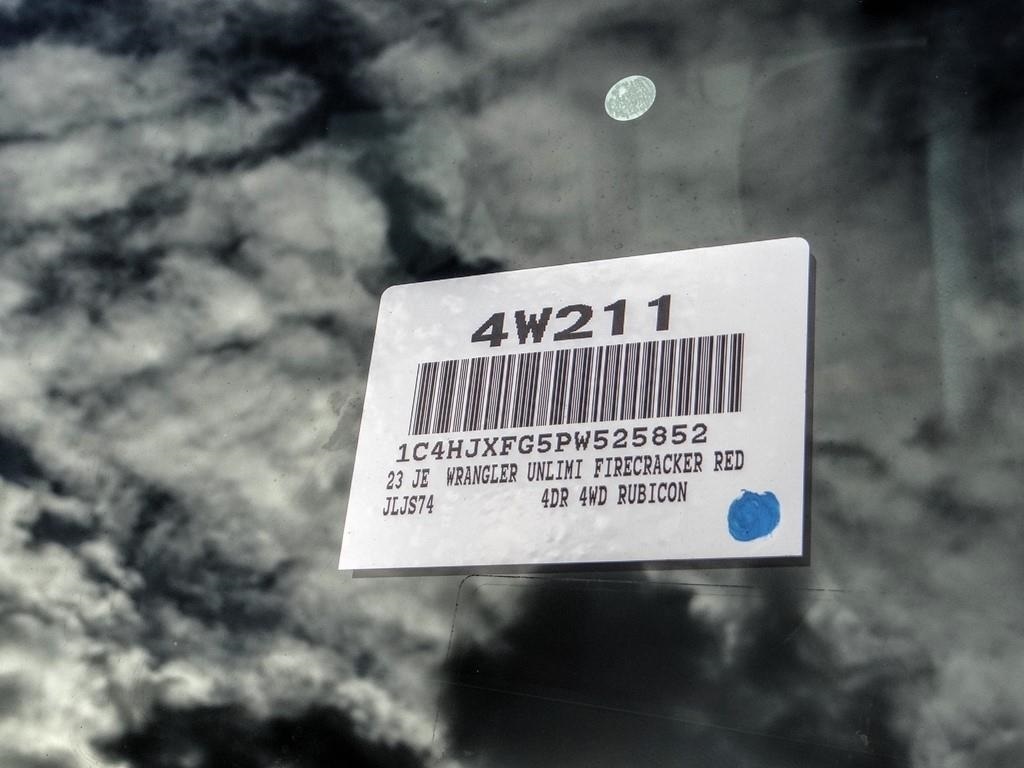 4W211
1C4HJXFG5PW525852
23 JE WRANGLER UNLIMI FIRECRACKER RED
JLJS74 4DR 4WD RUBICON